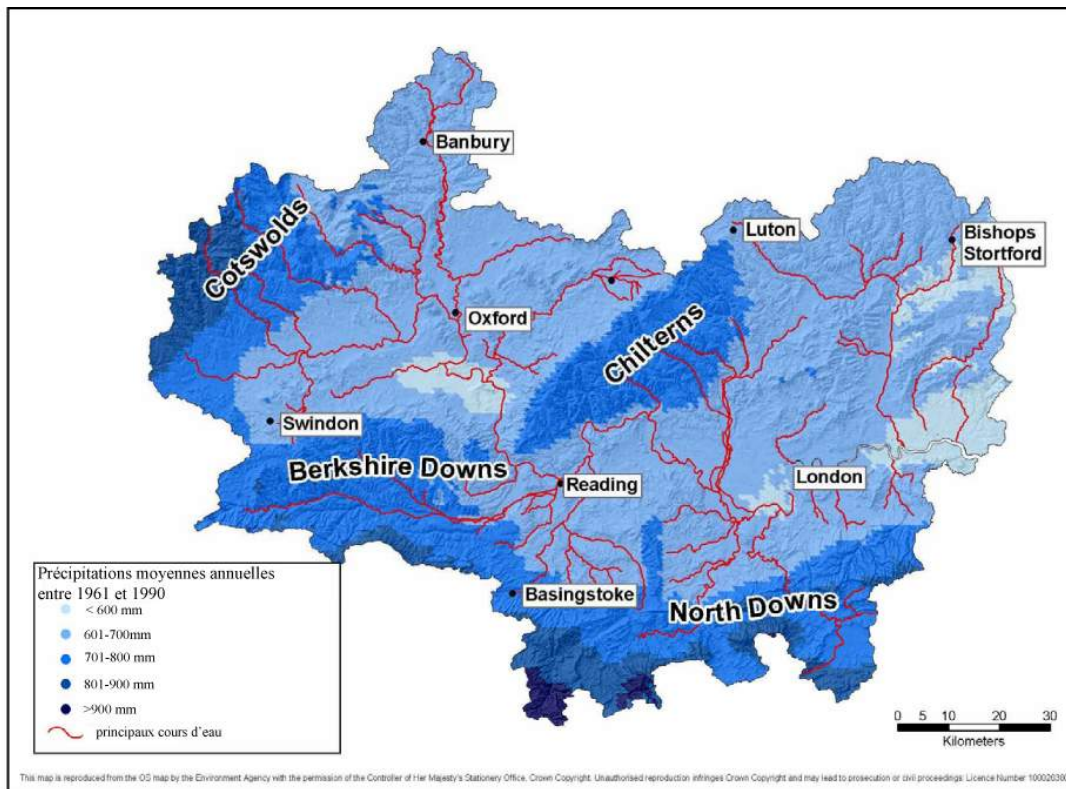 Banbury
Cotswolds
Luton
Bishops
Stortford
Oxford
Chilterns
Swindon
Berkshire Downs
Reading
London
Basingstoke
North Downs
Précipitations moyennes annuelles
entre 1961 et 1990
< 600 mm
601-700mm
701-800 mm
801-900 mm
>900 mm
principaux cours d'eau
0 5 10 20 30
Kilometers
This map is reproduced from the OS map by the Environment Agency with the permission of the Controller of Her Majesty's Stationery Office, Crown Copyright. Unauthorised reproduction infringes Crown Copyright and may lead to prosecution or civil proceedings. Licence Number